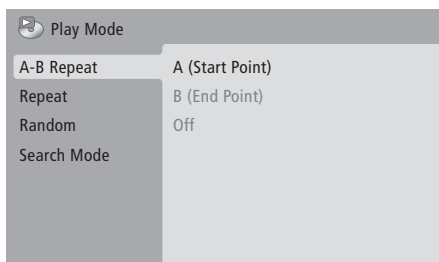 Play Mode
A-B Repeat
Repeat
Random
Search Mode
A (Start Point)
B (End Point)
Off